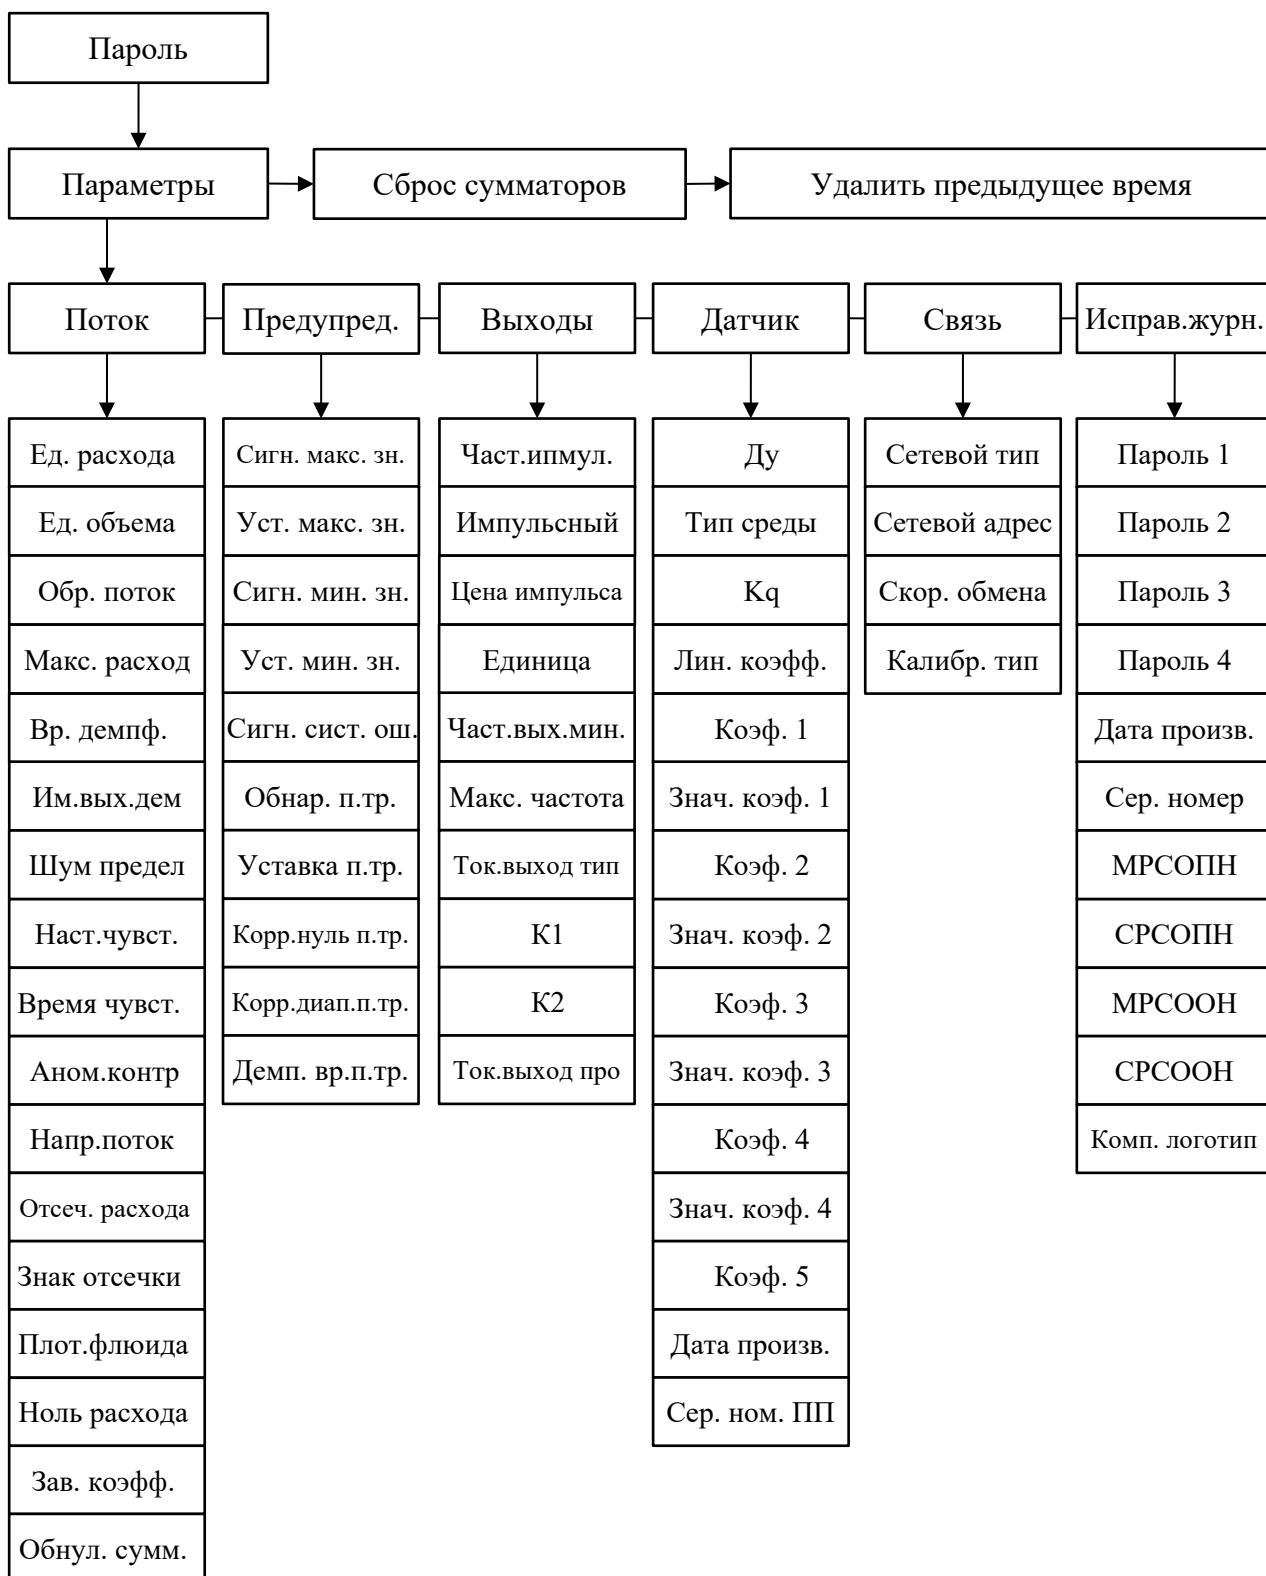 Пароль
Параметры
Сброс сумматоров
Удалить предыдущее время
Поток
Предупред.
Выходы
Датчик
Связь
Исправ.журн.
Ед. расхода
Ед. объема
Обр. поток
Макс. расход
Вр. демпф.
Им.вых.дем
Шум предел
Наст.чувст.
Время чувст.
Аном.контр
Напр.поток
Отсеч. расхода
Знак отсечки
Плот.флюида
Ноль расхода
Зав. коэфф.
Обнул. сумм.
Сигн. макс. зн.
Уст. макс. зн.
Сигн. мин. зн.
Уст. мин. зн.
Сигн. сист. ош.
Обнар. п.тр.
Уставка п.тр.
Корр.нуль п.тр.
Корр.диап.п.тр.
Демп. вр.п.тр.
Част.ипмул.
Импульсный
Цена импульса
Единица
Част.вых.мин.
Макс. частота
Ток.выход тип
К1
К2
Ток.выход про
Ду
Тип среды
Kq
Лин. коэфф.
Коэф. 1
Знач. коэф. 1
Коэф. 2
Знач. коэф. 2
Коэф. 3
Знач. коэф. 3
Коэф. 4
Знач. коэф. 4
Коэф. 5
Дата произв.
Сер. ном. ПП
Сетевой тип
Сетевой адрес
Скор. обмена
Калибр. тип
Пароль 1
Пароль 2
Пароль 3
Пароль 4
Дата произв.
Сер. номер
МРСОПН
СРСОПН
МРСООН
СРСООН
Комп. логотип